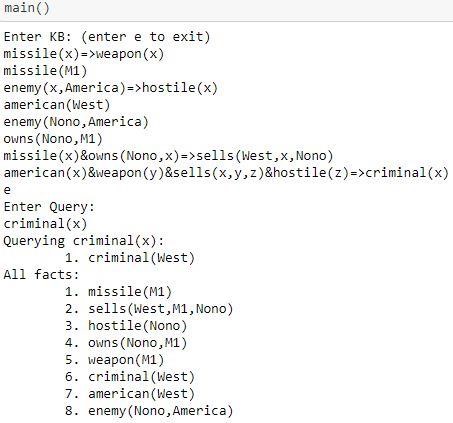 main()
Enter KB: (enter e to exit)
missile(x)=>weapon(x)
missile(M1)
enemy(x,America)=>hostile(x)
american(West)
enemy(Nono,America)
owns(Nono,M1)
missile(x)&owns(Nono,x)=>sells(West,x,Nono)
american(x)&weapon(y)&sells(x,y,z)&hostile(z)=>criminal(x)
e
Enter Query:
criminal(x)
Querying criminal(x):
1. criminal(West)
All facts:
1. missile(M1)
2. sells(West,M1,Nono)
3. hostile(Nono)
4. owns(Nono,M1)
5. weapon(M1)
6. criminal(West)
7. american(West)
8. enemy(Nono,America)